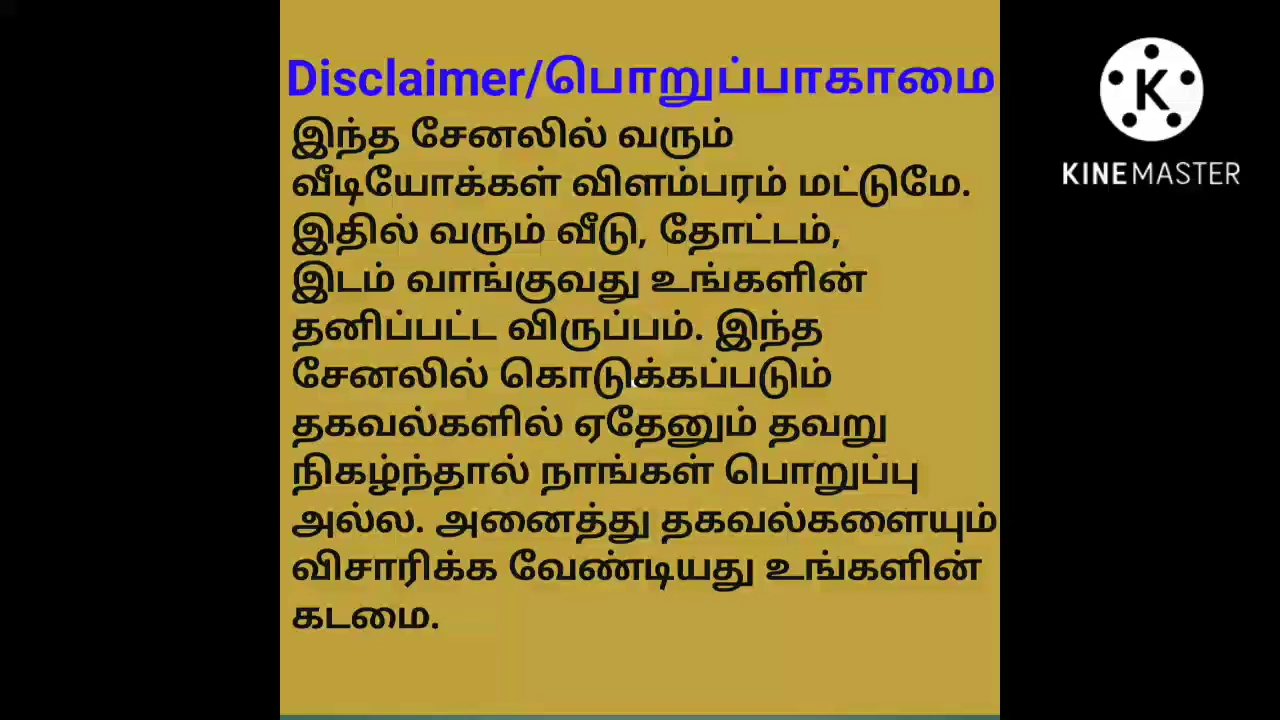 Disclaimer/பொறுப்பாகாமை
இந்த சேனலில் வரும்
வீடியோக்கள் விளம்பரம் மட்டுமே.
இதில் வரும் வீடு, தோட்டம்,
இடம் வாங்குவது உங்களின்
தனிப்பட்ட விருப்பம். இந்த
சேனலில் கொடுக்கப்படும்
தகவல்களில் ஏதேனும் தவறு
நிகழ்ந்தால் நாங்கள் பொறுப்பு
அல்ல. அனைத்து தகவல்களையும்
விசாரிக்க வேண்டியது உங்களின்
கடமை.
K
KINEMASTER